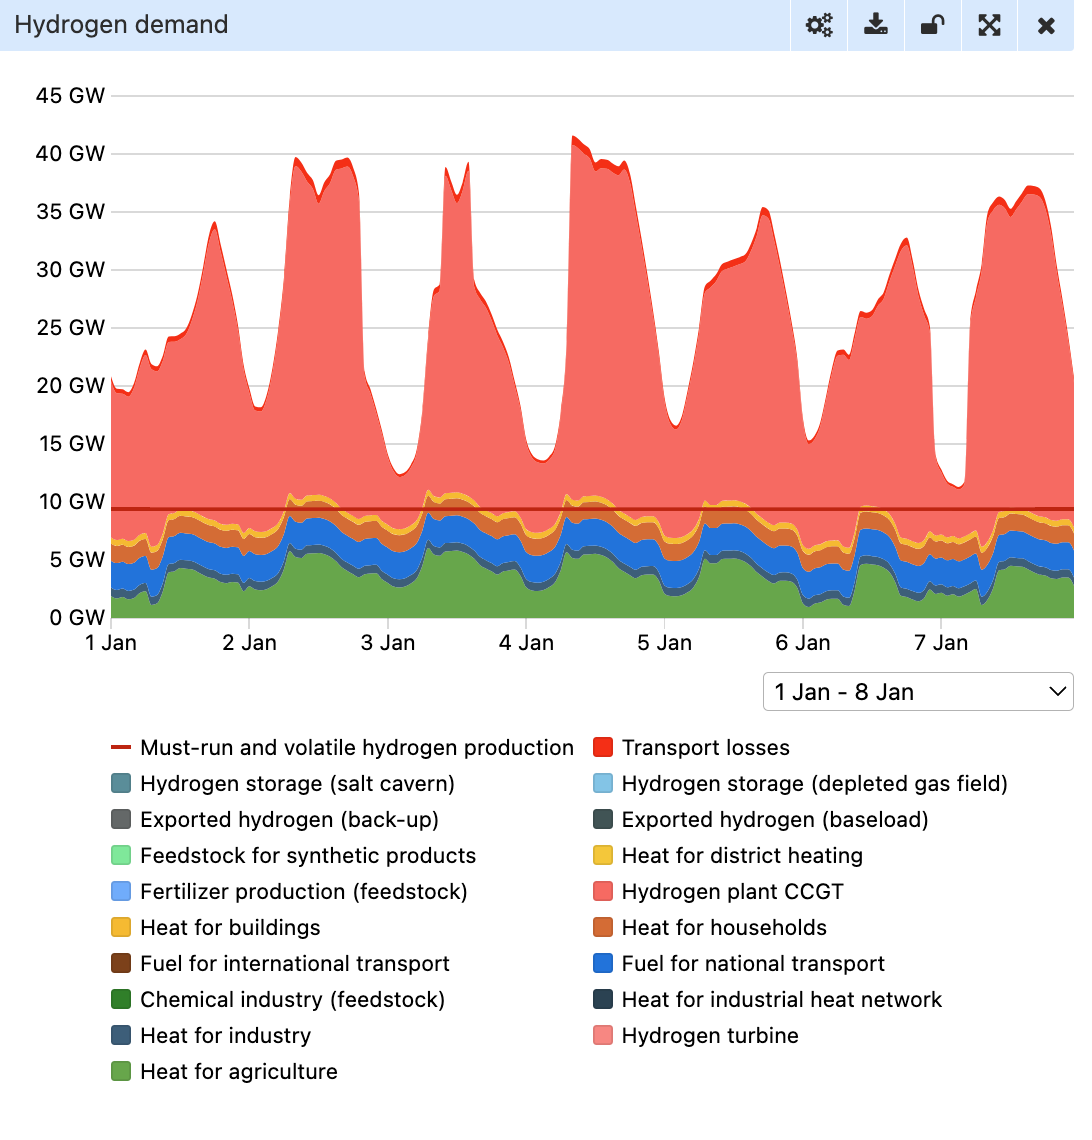 Hydrogen demand
45 GW
40 GW
35 GW
30 GW
25 GW
20 GW
15 GW
10 GW
5 GW
0 GW
1 Jan 2 Jan 3 Jan 4 Jan 5 Jan 6 Jan 7 Jan
1 Jan - 8 Jan
Must-run and volatile hydrogen production Transport losses
Hydrogen storage (salt cavern) Hydrogen storage (depleted gas field)
Exported hydrogen (back-up) Exported hydrogen (baseload)
Feedstock for synthetic products Heat for district heating
Fertilizer production (feedstock) Hydrogen plant CCGT
Heat for buildings Heat for households
Fuel for international transport Fuel for national transport
Chemical industry (feedstock) Heat for industrial heat network
Heat for industry Hydrogen turbine
Heat for agriculture